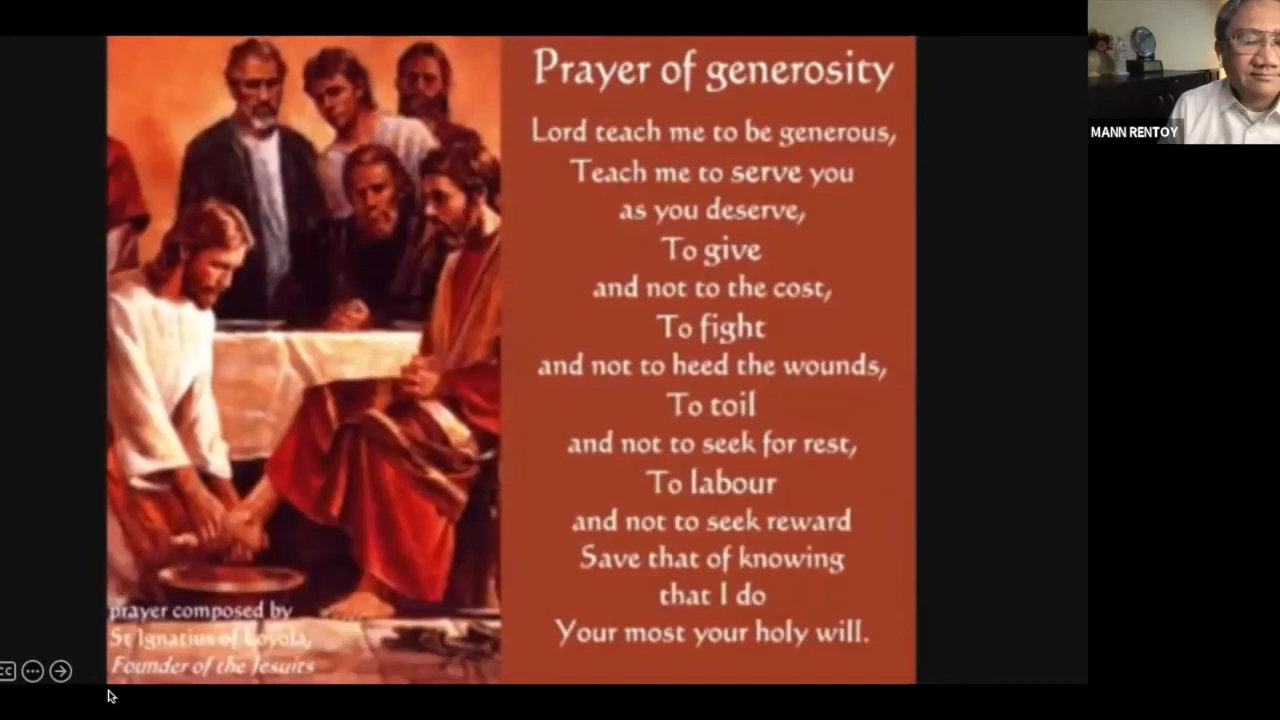 Prayer of generosity
Lord teach me to be generous,
Teach me to serve you
as you deserve,
To give
and not to the cost,
To fight
and not to heed the wounds,
To toil
and not to seek for rest,
To labour
and not to seek reward
Save that of knowing
that I do
Your most your holy will.
prayer composed by
St Ignatius of Loyola,
Founder of the Jesuits
MANN RENTOY
CC